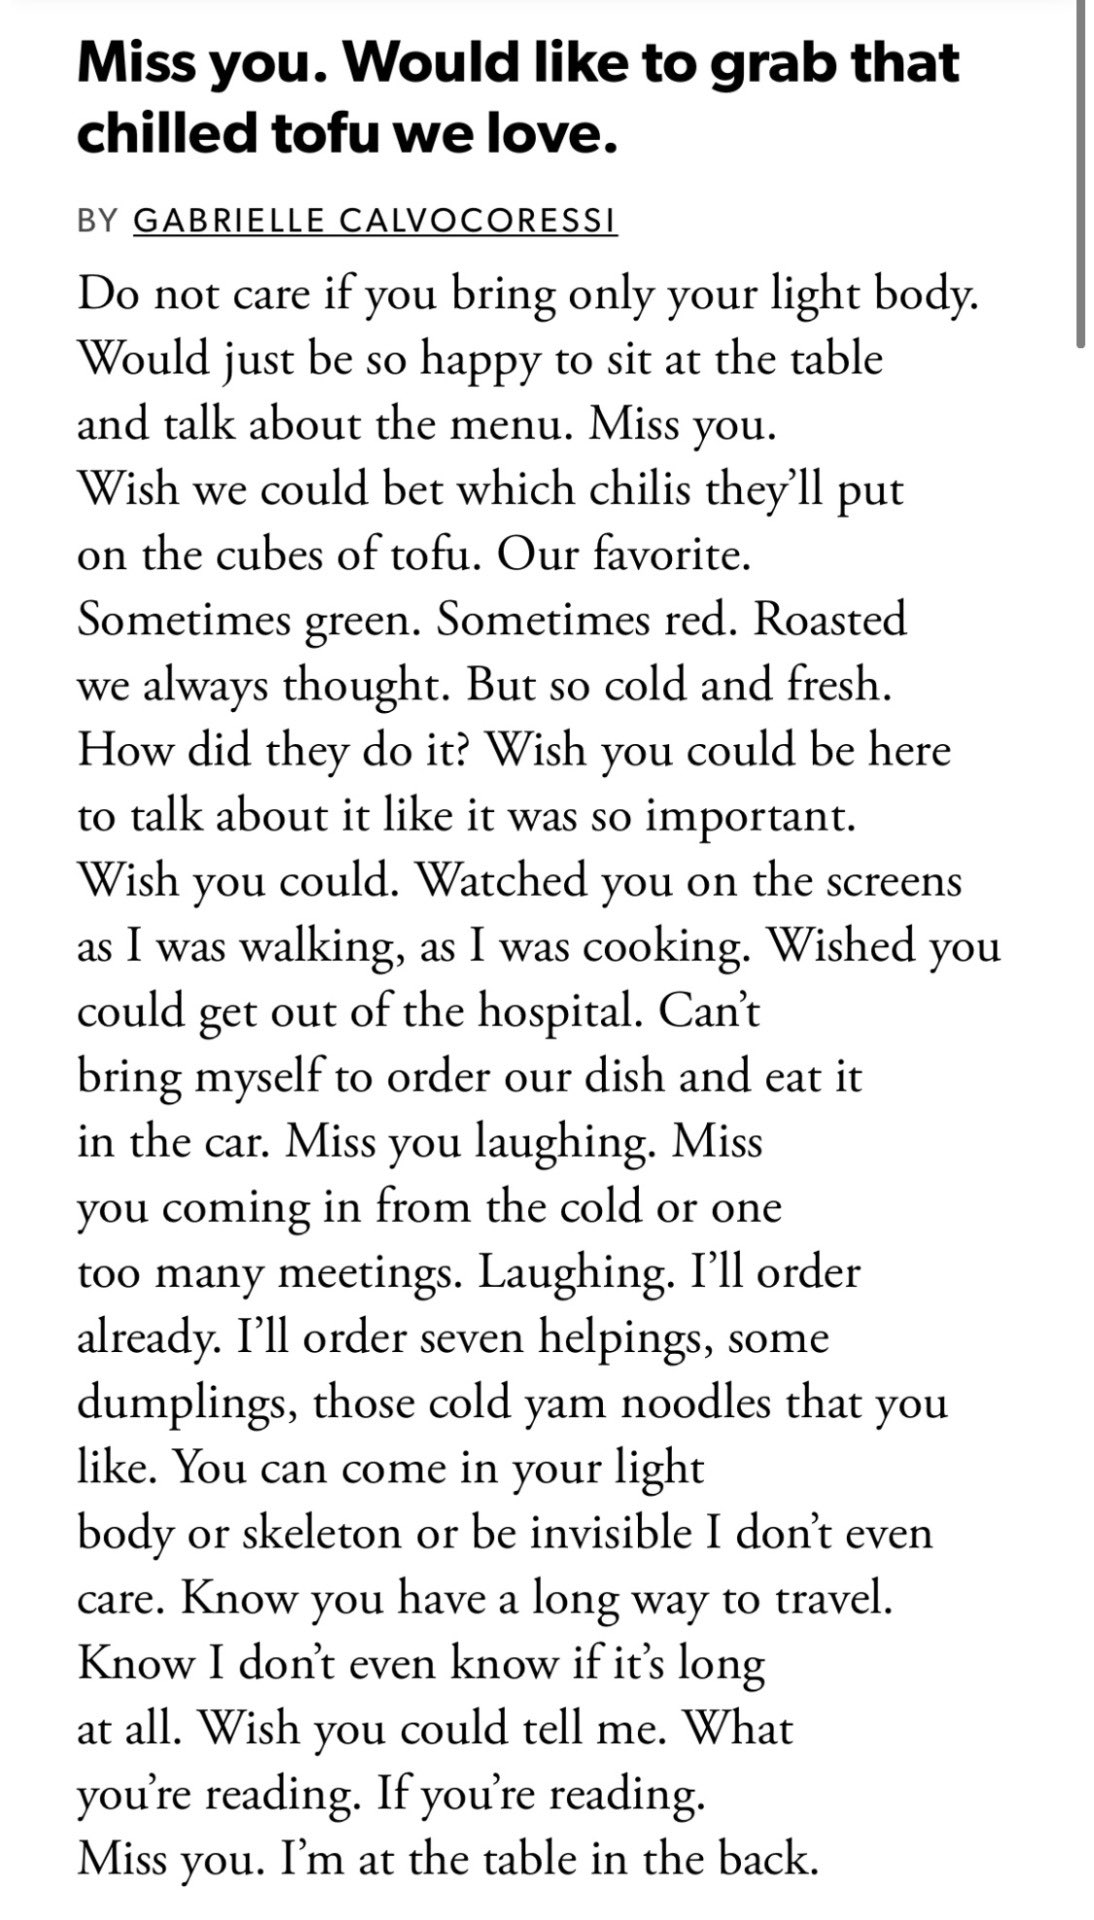 Miss you. Would like to grab that
chilled tofu we love.
BY GABRIELLE CALVOCORESSI
Do not care if you bring only your light body.
Would just be so happy to sit at the table
and talk about the menu. Miss you.
Wish we could bet which chilis they’ll put
on the cubes of tofu. Our favorite.
Sometimes green. Sometimes red. Roasted
we always thought. But so cold and fresh.
How did they do it? Wish you could be here
to talk about it like it was so important.
Wish you could. Watched you on the screens
as I was walking, as I was cooking. Wished you
could get out of the hospital. Can’t
bring myself to order our dish and eat it
in the car. Miss you laughing. Miss
you coming in from the cold or one
too many meetings. Laughing. I’ll order
already. I’ll order seven helpings, some
dumplings, those cold yam noodles that you
like. You can come in your light
body or skeleton or be invisible I don’t even
care. Know you have a long way to travel.
Know I don’t even know if it’s long
at all. Wish you could tell me. What
you’re reading. If you’re reading.
Miss you. I’m at the table in the back.